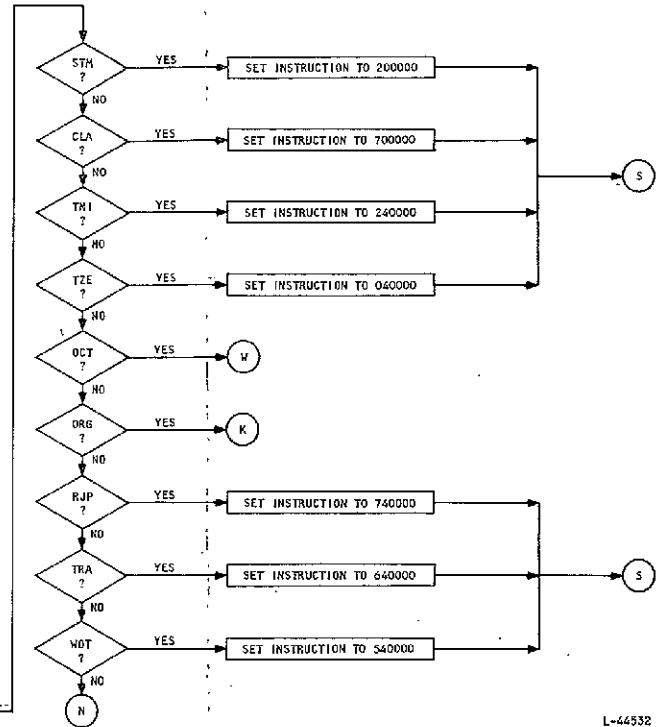 STM
?
YES
SET INSTRUCTION TO 200000
NO
CLA
?
YES
SET INSTRUCTION TO 700000
NO
S
TMI
?
YES
SET INSTRUCTION TO 240000
NO
TZE
?
YES
SET INSTRUCTION TO 040000
NO
OCT
?
YES
W
NO
ORG
?
YES
K
NO
RJP
?
YES
SET INSTRUCTION TO 740000
NO
TRA
?
YES
SET INSTRUCTION TO 640000
S
NO
WOT
?
YES
SET INSTRUCTION TO 540000
NO
N
L-44532